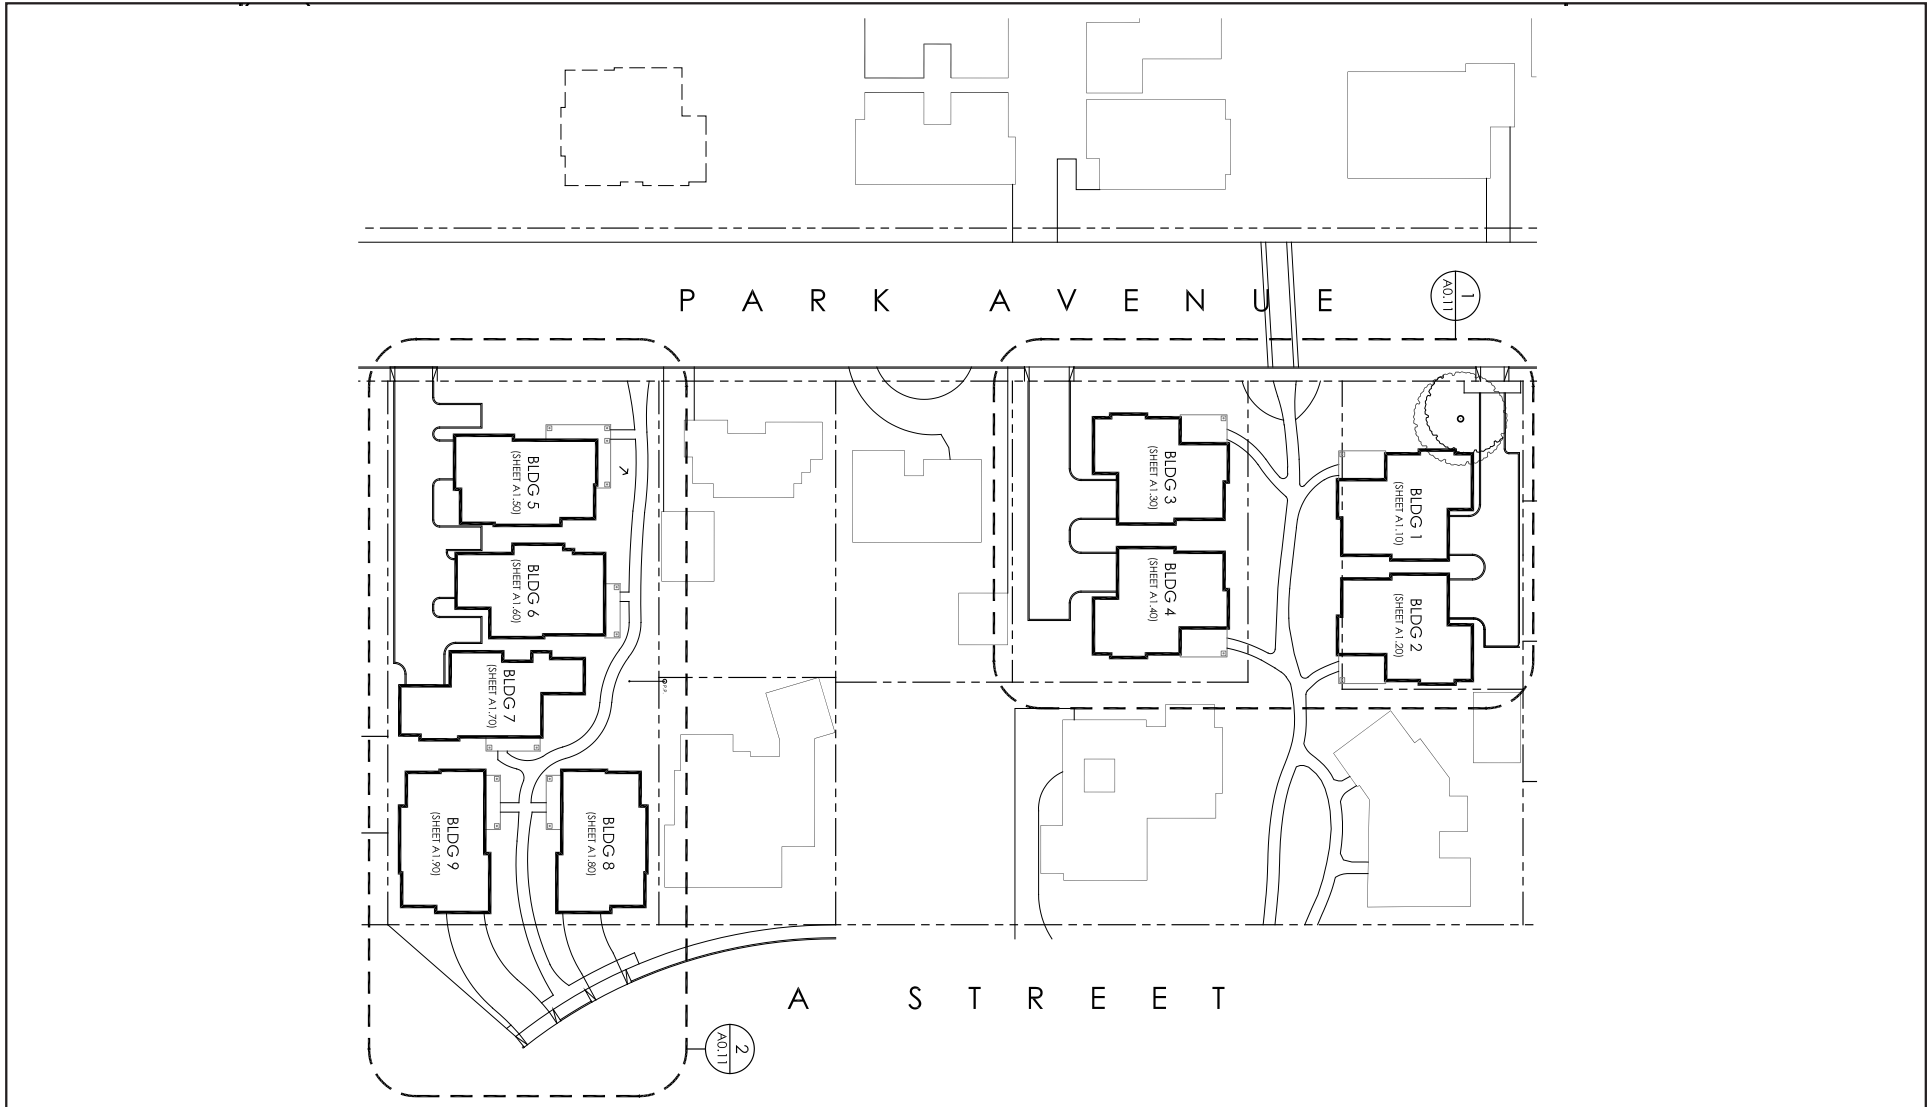 PARK AVENUE
1
A0.11
BLDG 5
(SHEET A1.50)
BLDG 3
(SHEET A1.30)
BLDG 1
(SHEET A1.10)
BLDG 6
(SHEET A1.60)
BLDG 4
(SHEET A1.40)
BLDG 2
(SHEET A1.20)
BLDG 7
(SHEET A1.70)
BLDG 9
(SHEET A1.90)
BLDG 8
(SHEET A1.80)
A STREET
2
A0.11